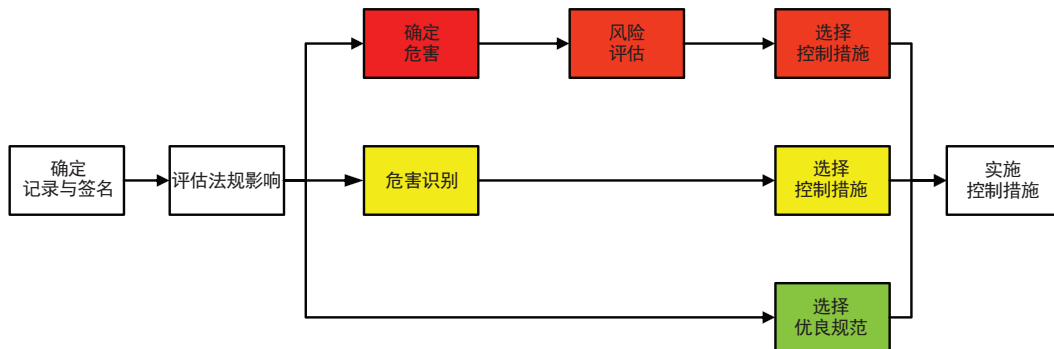 确定
危害
风险
评估
选择
控制措施
确定
记录与签名
评估法规影响
危害识别
选择
控制措施
实施
控制措施
选择
优良规范